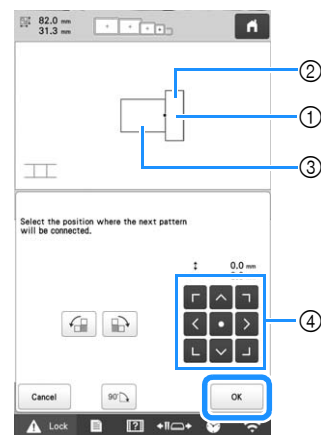 82.0 mm
31.3 mm
②
①
③
Select the position where the next pattern
will be connected.
0.0 mm
④
Cancel
90°
OK
Lock